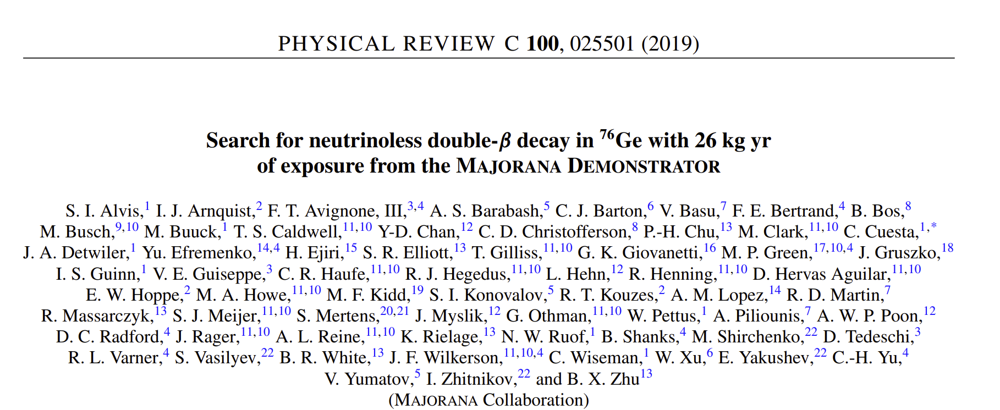 PHYSICAL REVIEW C 100, 025501 (2019)
Search for neutrinoless double-β decay in ⁷⁶Ge with 26 kg yr
of exposure from the MAJORANA DEMONSTRATOR
S. I. Alvis,¹ I. J. Arnquist,² F. T. Avignone, III,³,⁴ A. S. Barabash,⁵ C. J. Barton,⁶ V. Basu,⁷ F. E. Bertrand,⁴ B. Bos,⁸
M. Busch,⁹,¹⁰ M. Buuck,¹ T. S. Caldwell,¹¹,¹⁰ Y-D. Chan,¹² C. D. Christofferson,⁸ P.-H. Chu,¹³ M. Clark,¹¹,¹⁰ C. Cuesta,¹,*
J. A. Detwiler,¹ Yu. Efremenko,¹⁴,⁴ H. Ejiri,¹⁵ S. R. Elliott,¹³ T. Gilliss,¹¹,¹⁰ G. K. Giovanetti,¹⁶ M. P. Green,¹⁷,¹⁰,⁴ J. Gruszko,¹⁸
I. S. Guinn,¹ V. E. Guiseppe,³ C. R. Haufe,¹¹,¹⁰ R. J. Hegedus,¹¹,¹⁰ L. Hehn,¹² R. Henning,¹¹,¹⁰ D. Hervas Aguilar,¹¹,¹⁰
E. W. Hoppe,² M. A. Howe,¹¹,¹⁰ M. F. Kidd,¹⁹ S. I. Konovalov,⁵ R. T. Kouzes,² A. M. Lopez,¹⁴ R. D. Martin,⁷
R. Massarczyk,¹³ S. J. Meijer,¹¹,¹⁰ S. Mertens,²⁰,²¹ J. Myslik,¹² G. Othman,¹¹,¹⁰ W. Pettus,¹ A. Piliounis,⁷ A. W. P. Poon,¹²
D. C. Radford,⁴ J. Rager,¹¹,¹⁰ A. L. Reine,¹¹,¹⁰ K. Rielage,¹³ N. W. Ruof,¹ B. Shanks,⁴ M. Shirchenko,²² D. Tedeschi,³
R. L. Varner,⁴ S. Vasilyev,²² B. R. White,¹³ J. F. Wilkerson,¹¹,¹⁰,⁴ C. Wiseman,¹ W. Xu,⁶ E. Yakushev,²² C.-H. Yu,⁴
V. Yumatov,⁵ I. Zhitnikov,²² and B. X. Zhu¹³
(MAJORANA Collaboration)